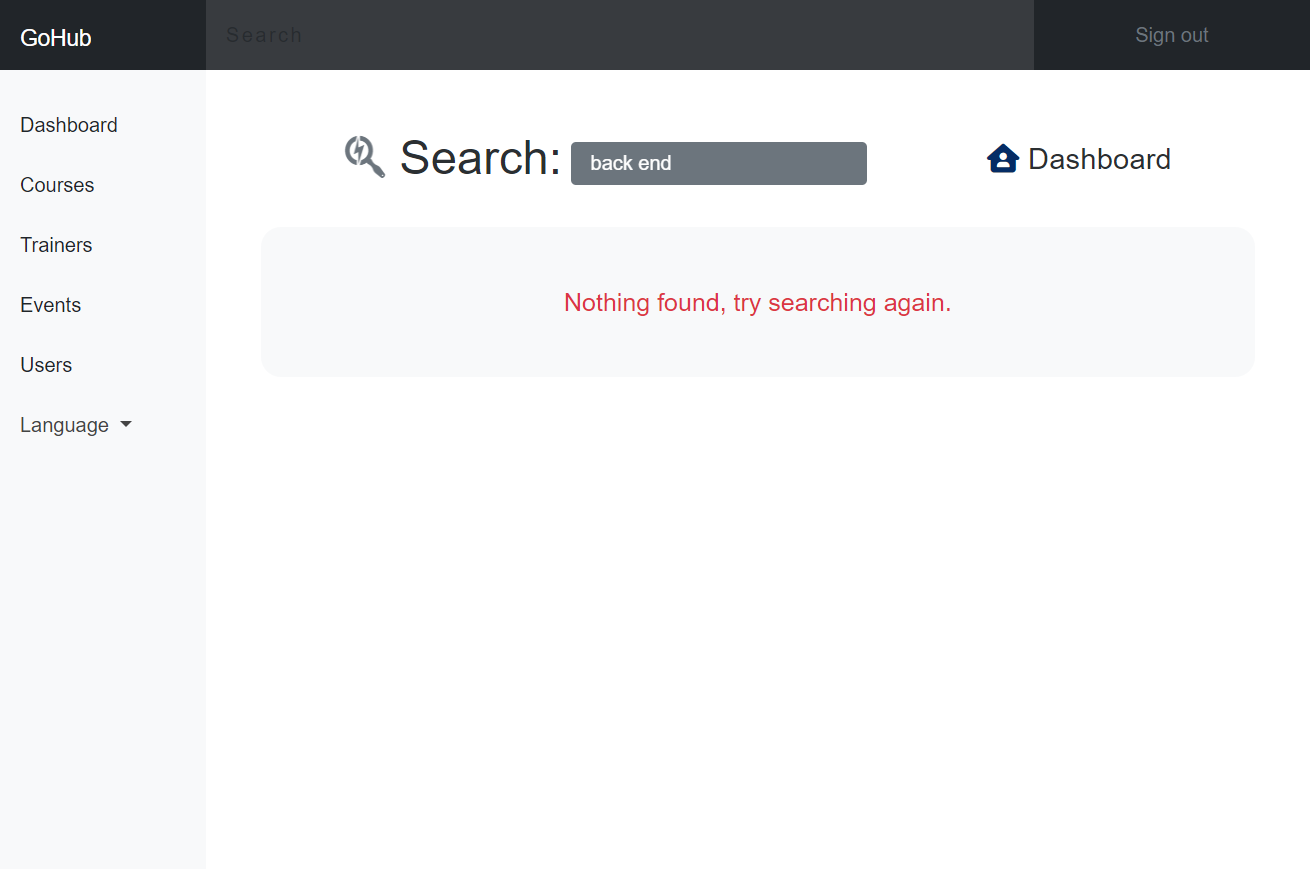 GoHub
Search
Sign out
Dashboard
Courses
Trainers
Events
Users
Language
Search: back end
Dashboard
Nothing found, try searching again.